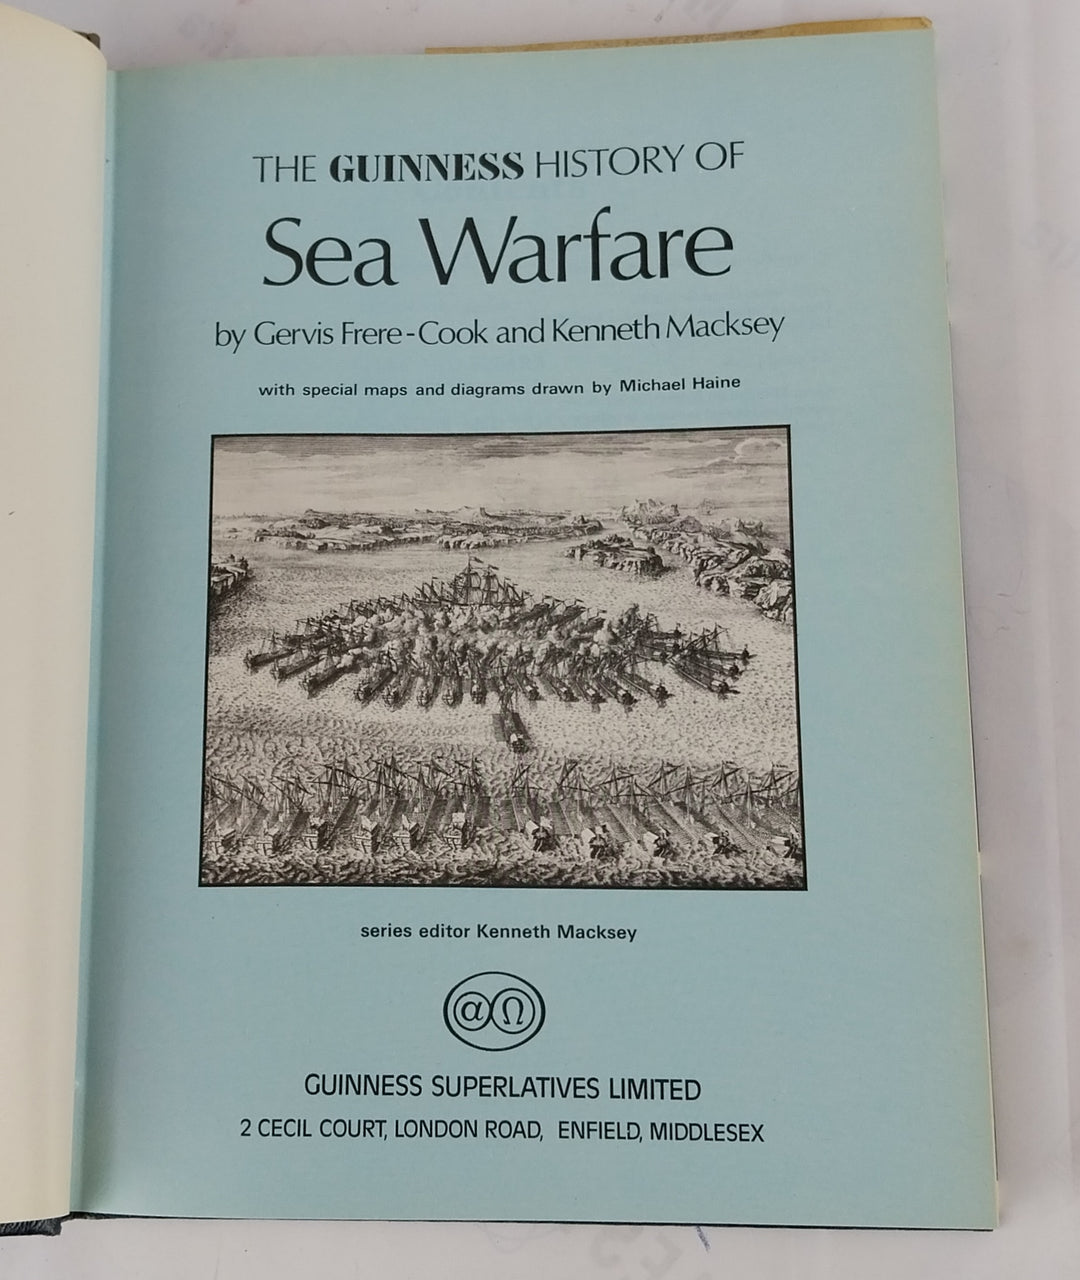 THE GUINNESS HISTORY OF
Sea Warfare
by Gervis Frere-Cook and Kenneth Macksey
with special maps and diagrams drawn by Michael Haine
series editor Kenneth Macksey
α Ω
GUINNESS SUPERLATIVES LIMITED
2 CECIL COURT, LONDON ROAD, ENFIELD, MIDDLESEX